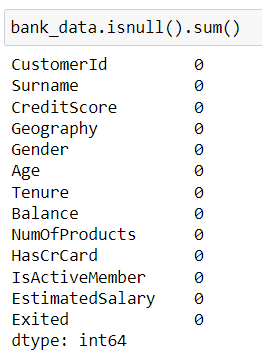 bank_data.isnull().sum()
CustomerId 0
Surname 0
CreditScore 0
Geography 0
Gender 0
Age 0
Tenure 0
Balance 0
NumOfProducts 0
HasCrCard 0
IsActiveMember 0
EstimatedSalary 0
Exited 0
dtype: int64